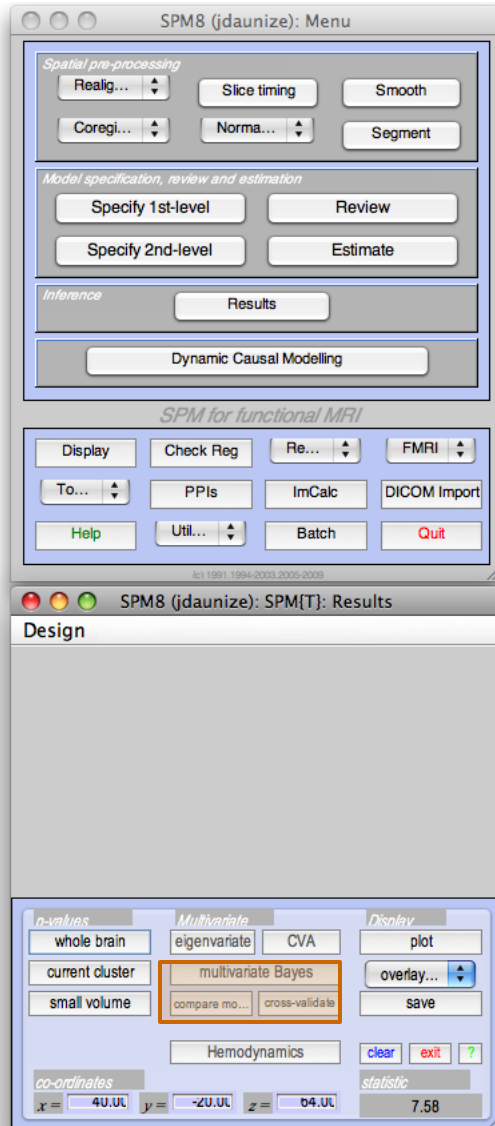 SPM8 (jdaunize): Menu
Spatial pre-processing
Realig... Slice timing Smooth
Coregi... Norma... Segment
Model specification, review and estimation
Specify 1st-level Review
Specify 2nd-level Estimate
Inference
Results
Dynamic Causal Modelling
SPM for functional MRI
Display Check Reg Re... FMRI
To... PPIs ImCalc DICOM Import
Help Util... Batch Quit
(c) 1991,1994-2003,2005-2009
SPM8 (jdaunize): SPM{T}: Results
Design
p-values Multivariate Display
whole brain eigenvariate CVA plot
current cluster multivariate Bayes overlay...
small volume compare mo... cross-validate save
Hemodynamics clear exit ?
co-ordinates statistic
x = 40.00 y = -20.00 z = 64.00 7.58